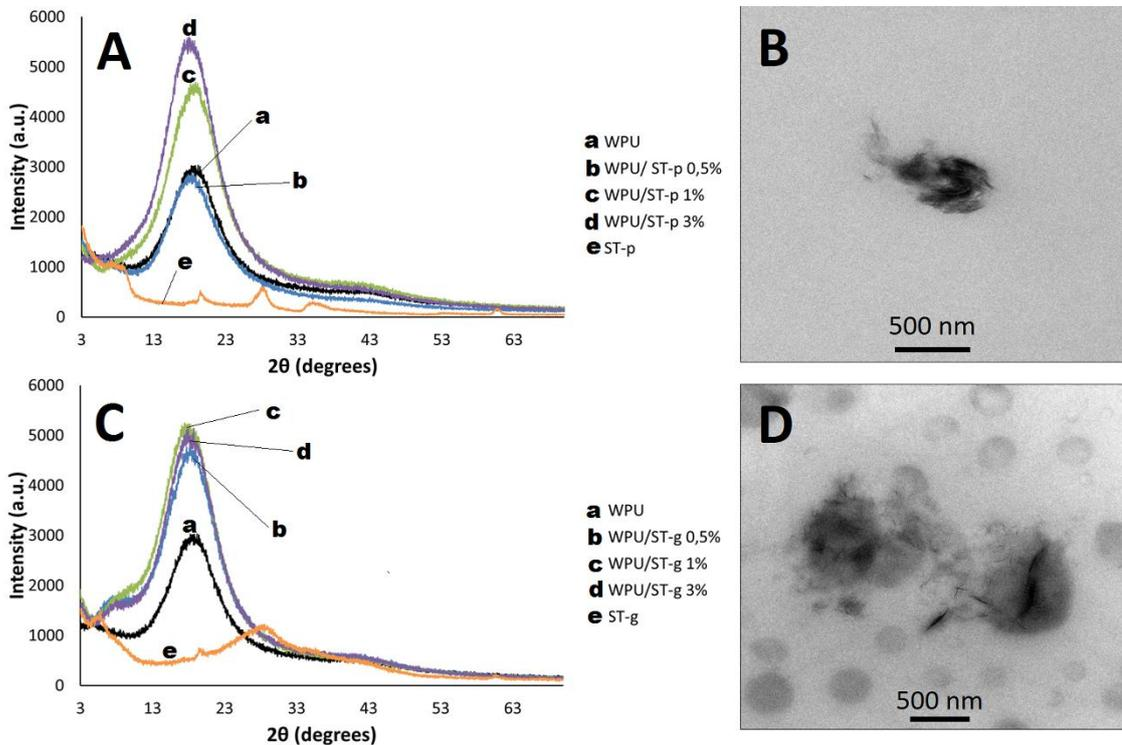 A
Intensity (a.u.)
6000
5000
4000
3000
2000
1000
0
3 13 23 33 43 53 63
2θ (degrees)
d
c
a
b
e
a WPU
b WPU/ ST-p 0,5%
c WPU/ST-p 1%
d WPU/ST-p 3%
e ST-p
B
500 nm
C
Intensity (a.u.)
6000
5000
4000
3000
2000
1000
0
3 13 23 33 43 53 63
2θ (degrees)
c
d
b
a
e
a WPU
b WPU/ST-g 0,5%
c WPU/ST-g 1%
d WPU/ST-g 3%
e ST-g
D
500 nm